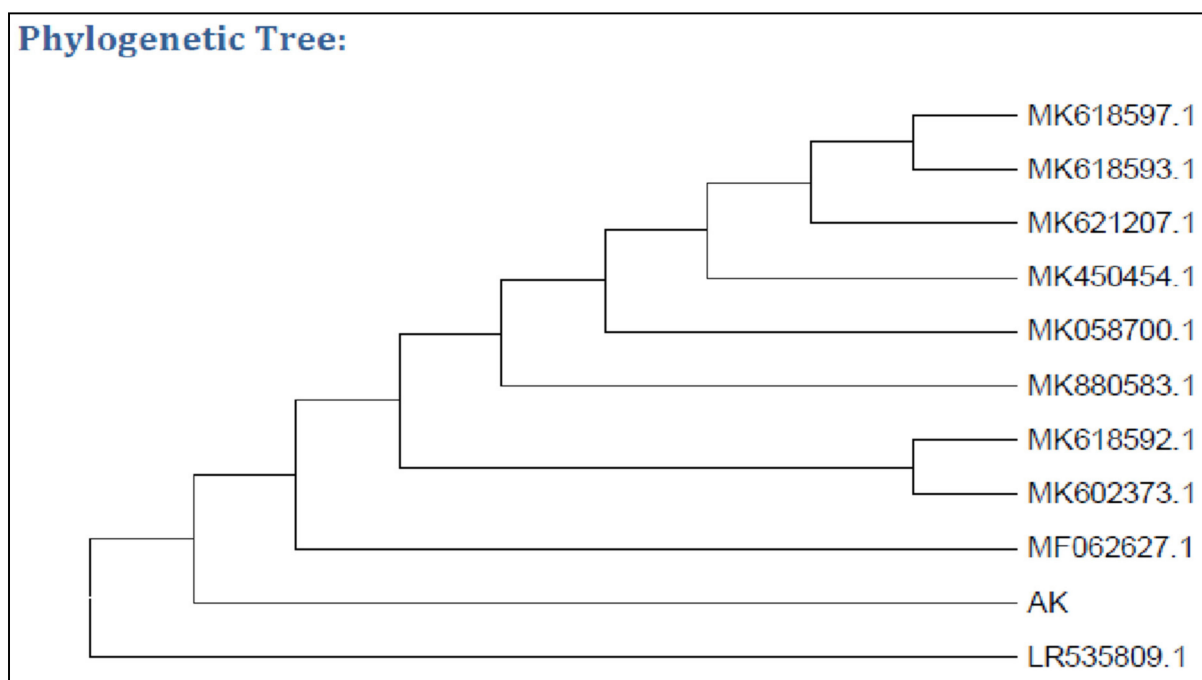 Phylogenetic Tree:
MK618597.1
MK618593.1
MK621207.1
MK450454.1
MK058700.1
MK880583.1
MK618592.1
MK602373.1
MF062627.1
AK
LR535809.1